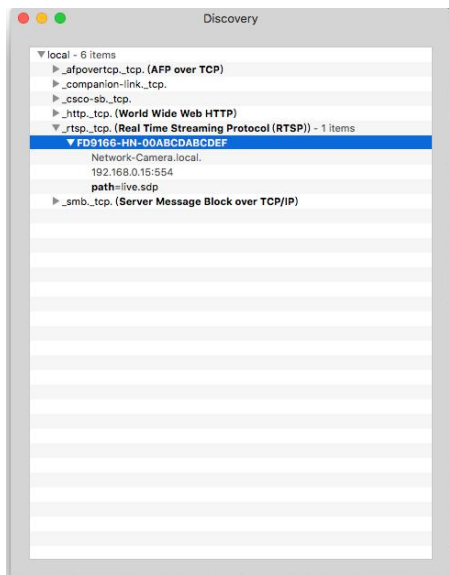 Discovery
local - 6 items
_afpovertcp._tcp. (AFP over TCP)
_companion-link._tcp.
_csco-sb._tcp.
_http._tcp. (World Wide Web HTTP)
_rtsp._tcp. (Real Time Streaming Protocol (RTSP)) - 1 items
FD9166-HN-00ABCDABCDEF
Network-Camera.local.
192.168.0.15:554
path=live.sdp
_smb._tcp. (Server Message Block over TCP/IP)